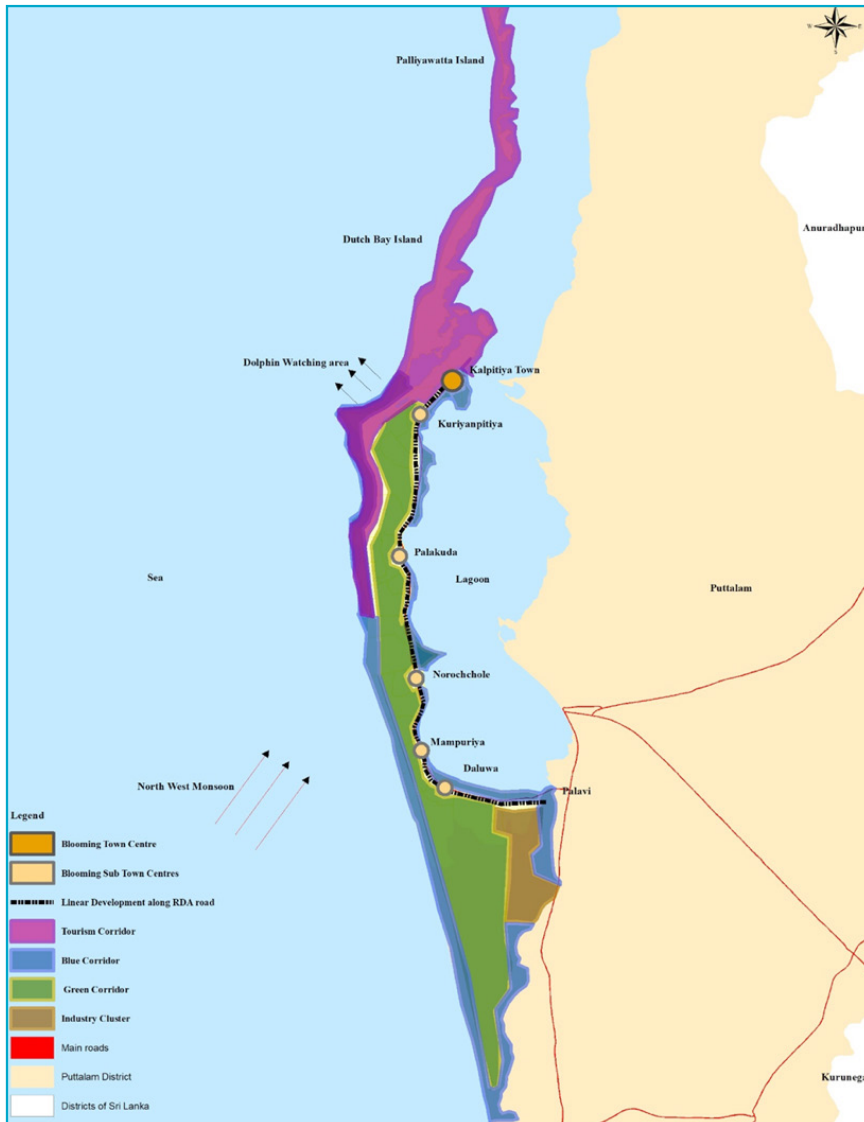 Palliyawatta Island
Anuradhapur
Dutch Bay Island
Dolphin Watching area
Kalpitiya Town
Kuriyanpitiya
Palakuda
Sea
Lagoon
Puttalam
Norochchole
Mampuriya
Daluwa
North West Monsoon
Palavi
Legend
Blooming Town Centre
Blooming Sub Town Centres
Linear Development along RDA road
Tourism Corridor
Blue Corridor
Green Corridor
Industry Cluster
Main roads
Puttalam District
Kurunega
Districts of Sri Lanka